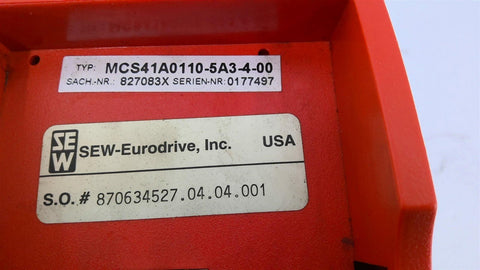 TYP: MCS41A0110-5A3-4-00
SACH.-NR.: 827083X SERIEN-NR: 0177497
SEW SEW-Eurodrive, Inc. USA
S.O. # 870634527.04.04.001